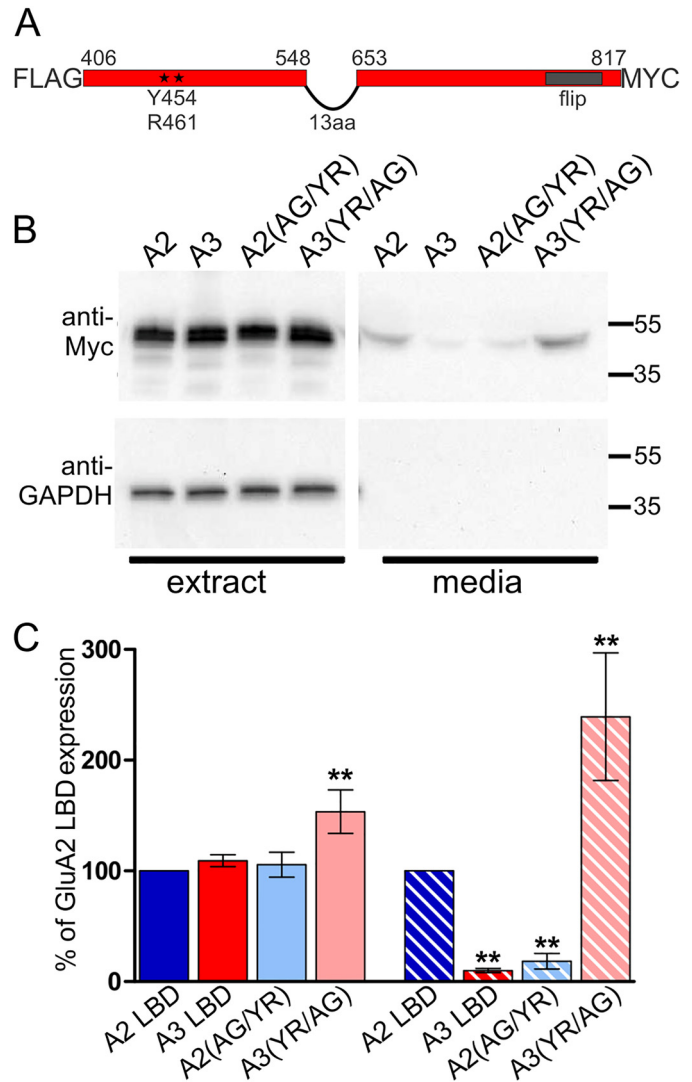 A
406 548 653 817
FLAG MYC
★★
Y454 flip
R461 13aa
B
A2 A3 A2(AG/YR) A3(YR/AG) A2 A3 A2(AG/YR) A3(YR/AG)
anti-
Myc
55
35
anti-
GAPDH
55
35
extract media
C
% of GluA2 LBD expression
300
200
100
0
**
**
**
**
A2 LBD A3 LBD A2(AG/YR) A3(YR/AG) A2 LBD A3 LBD A2(AG/YR) A3(YR/AG)